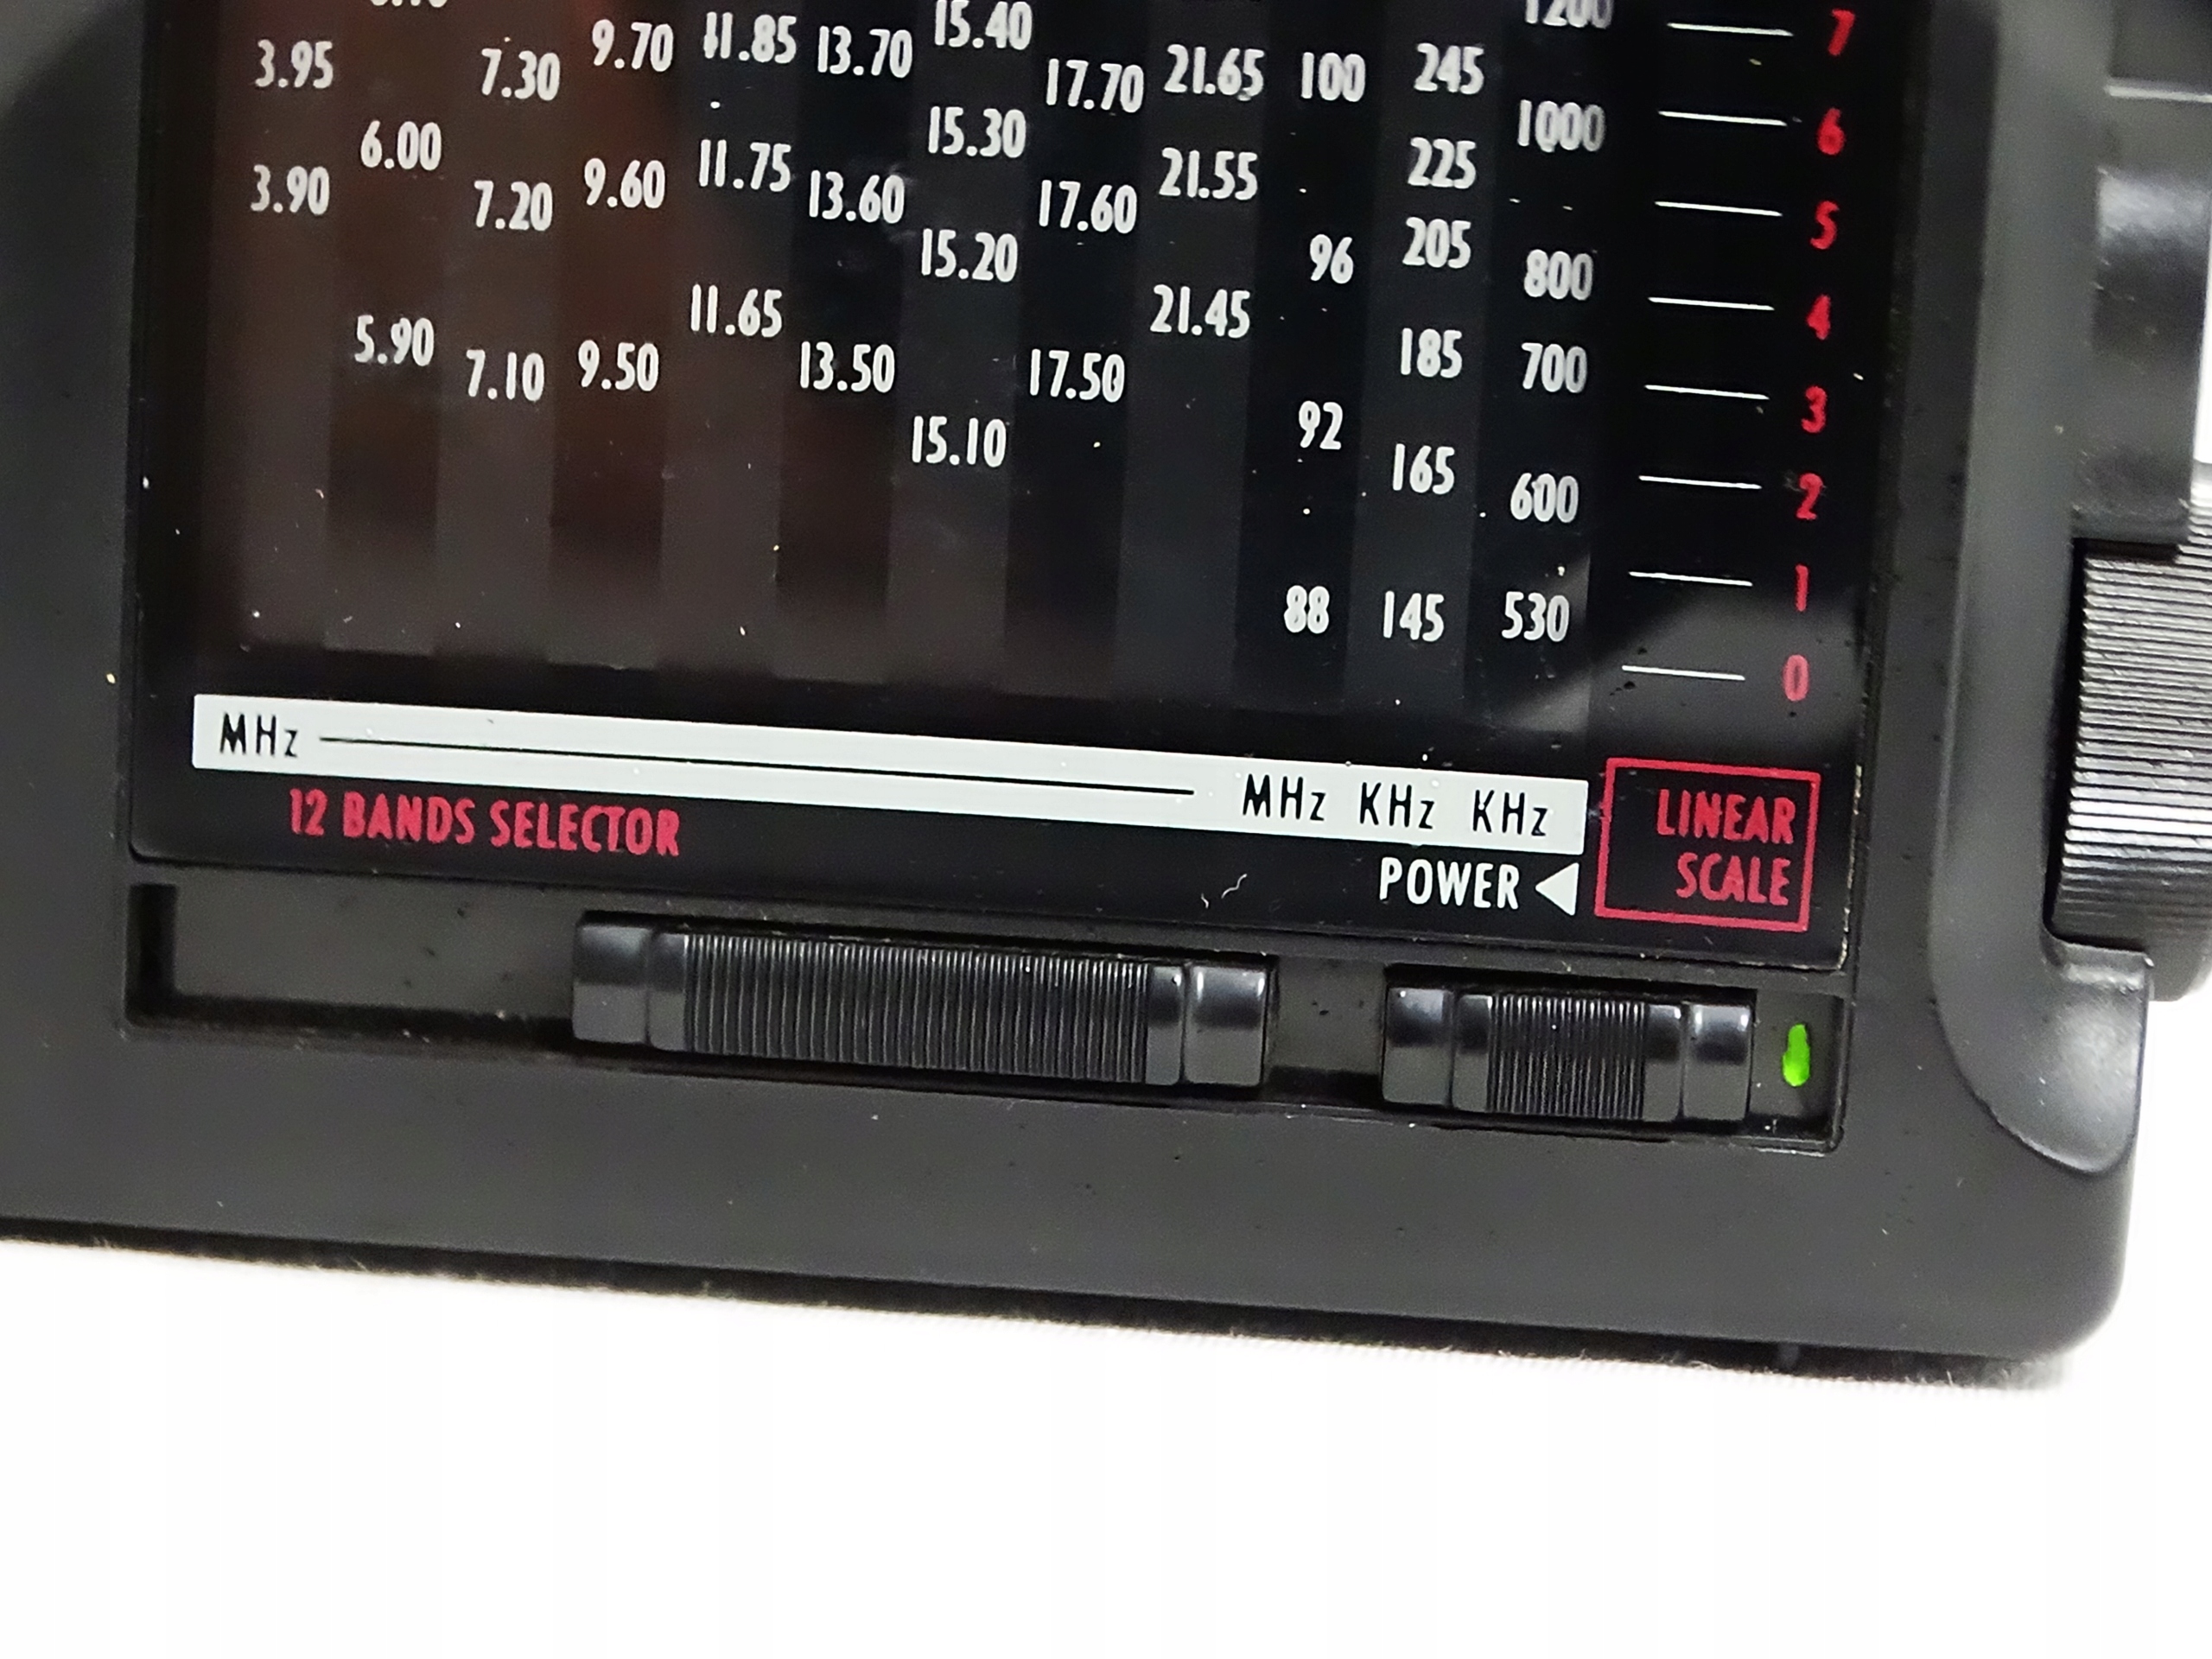 1200 7
3.95 7.30 9.70 11.85 13.70 15.40 17.70 21.65 100 245
1000 6
6.00 15.30
3.90 7.20 9.60 11.75 13.60 17.60 21.55 225
5
15.20 96 205 800
4
5.90 11.65 21.45
7.10 9.50 13.50 17.50 185 700
3
15.10 92 165
600 2
88 145 530 1
0
MHz MHz KHz KHz
12 BANDS SELECTOR
POWER ◀
LINEAR
SCALE